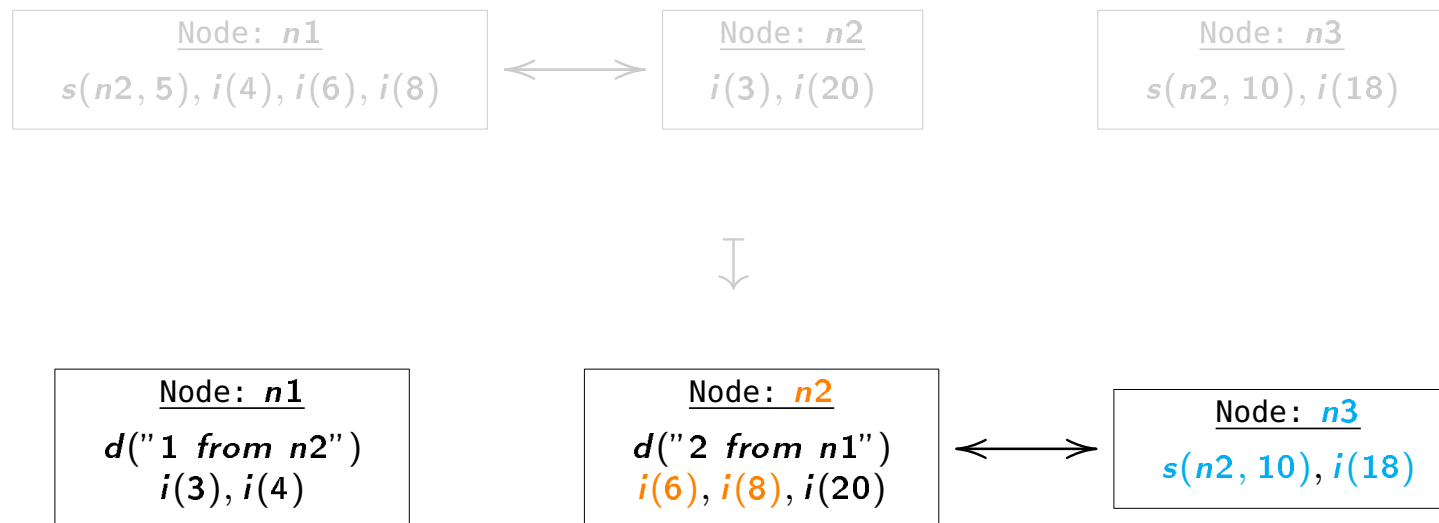 Node: n1
s(n2, 5), i(4), i(6), i(8)
Node: n2
i(3), i(20)
Node: n3
s(n2, 10), i(18)
Node: n1
d("1 from n2")
i(3), i(4)
Node: n2
d("2 from n1")
i(6), i(8), i(20)
Node: n3
s(n2, 10), i(18)